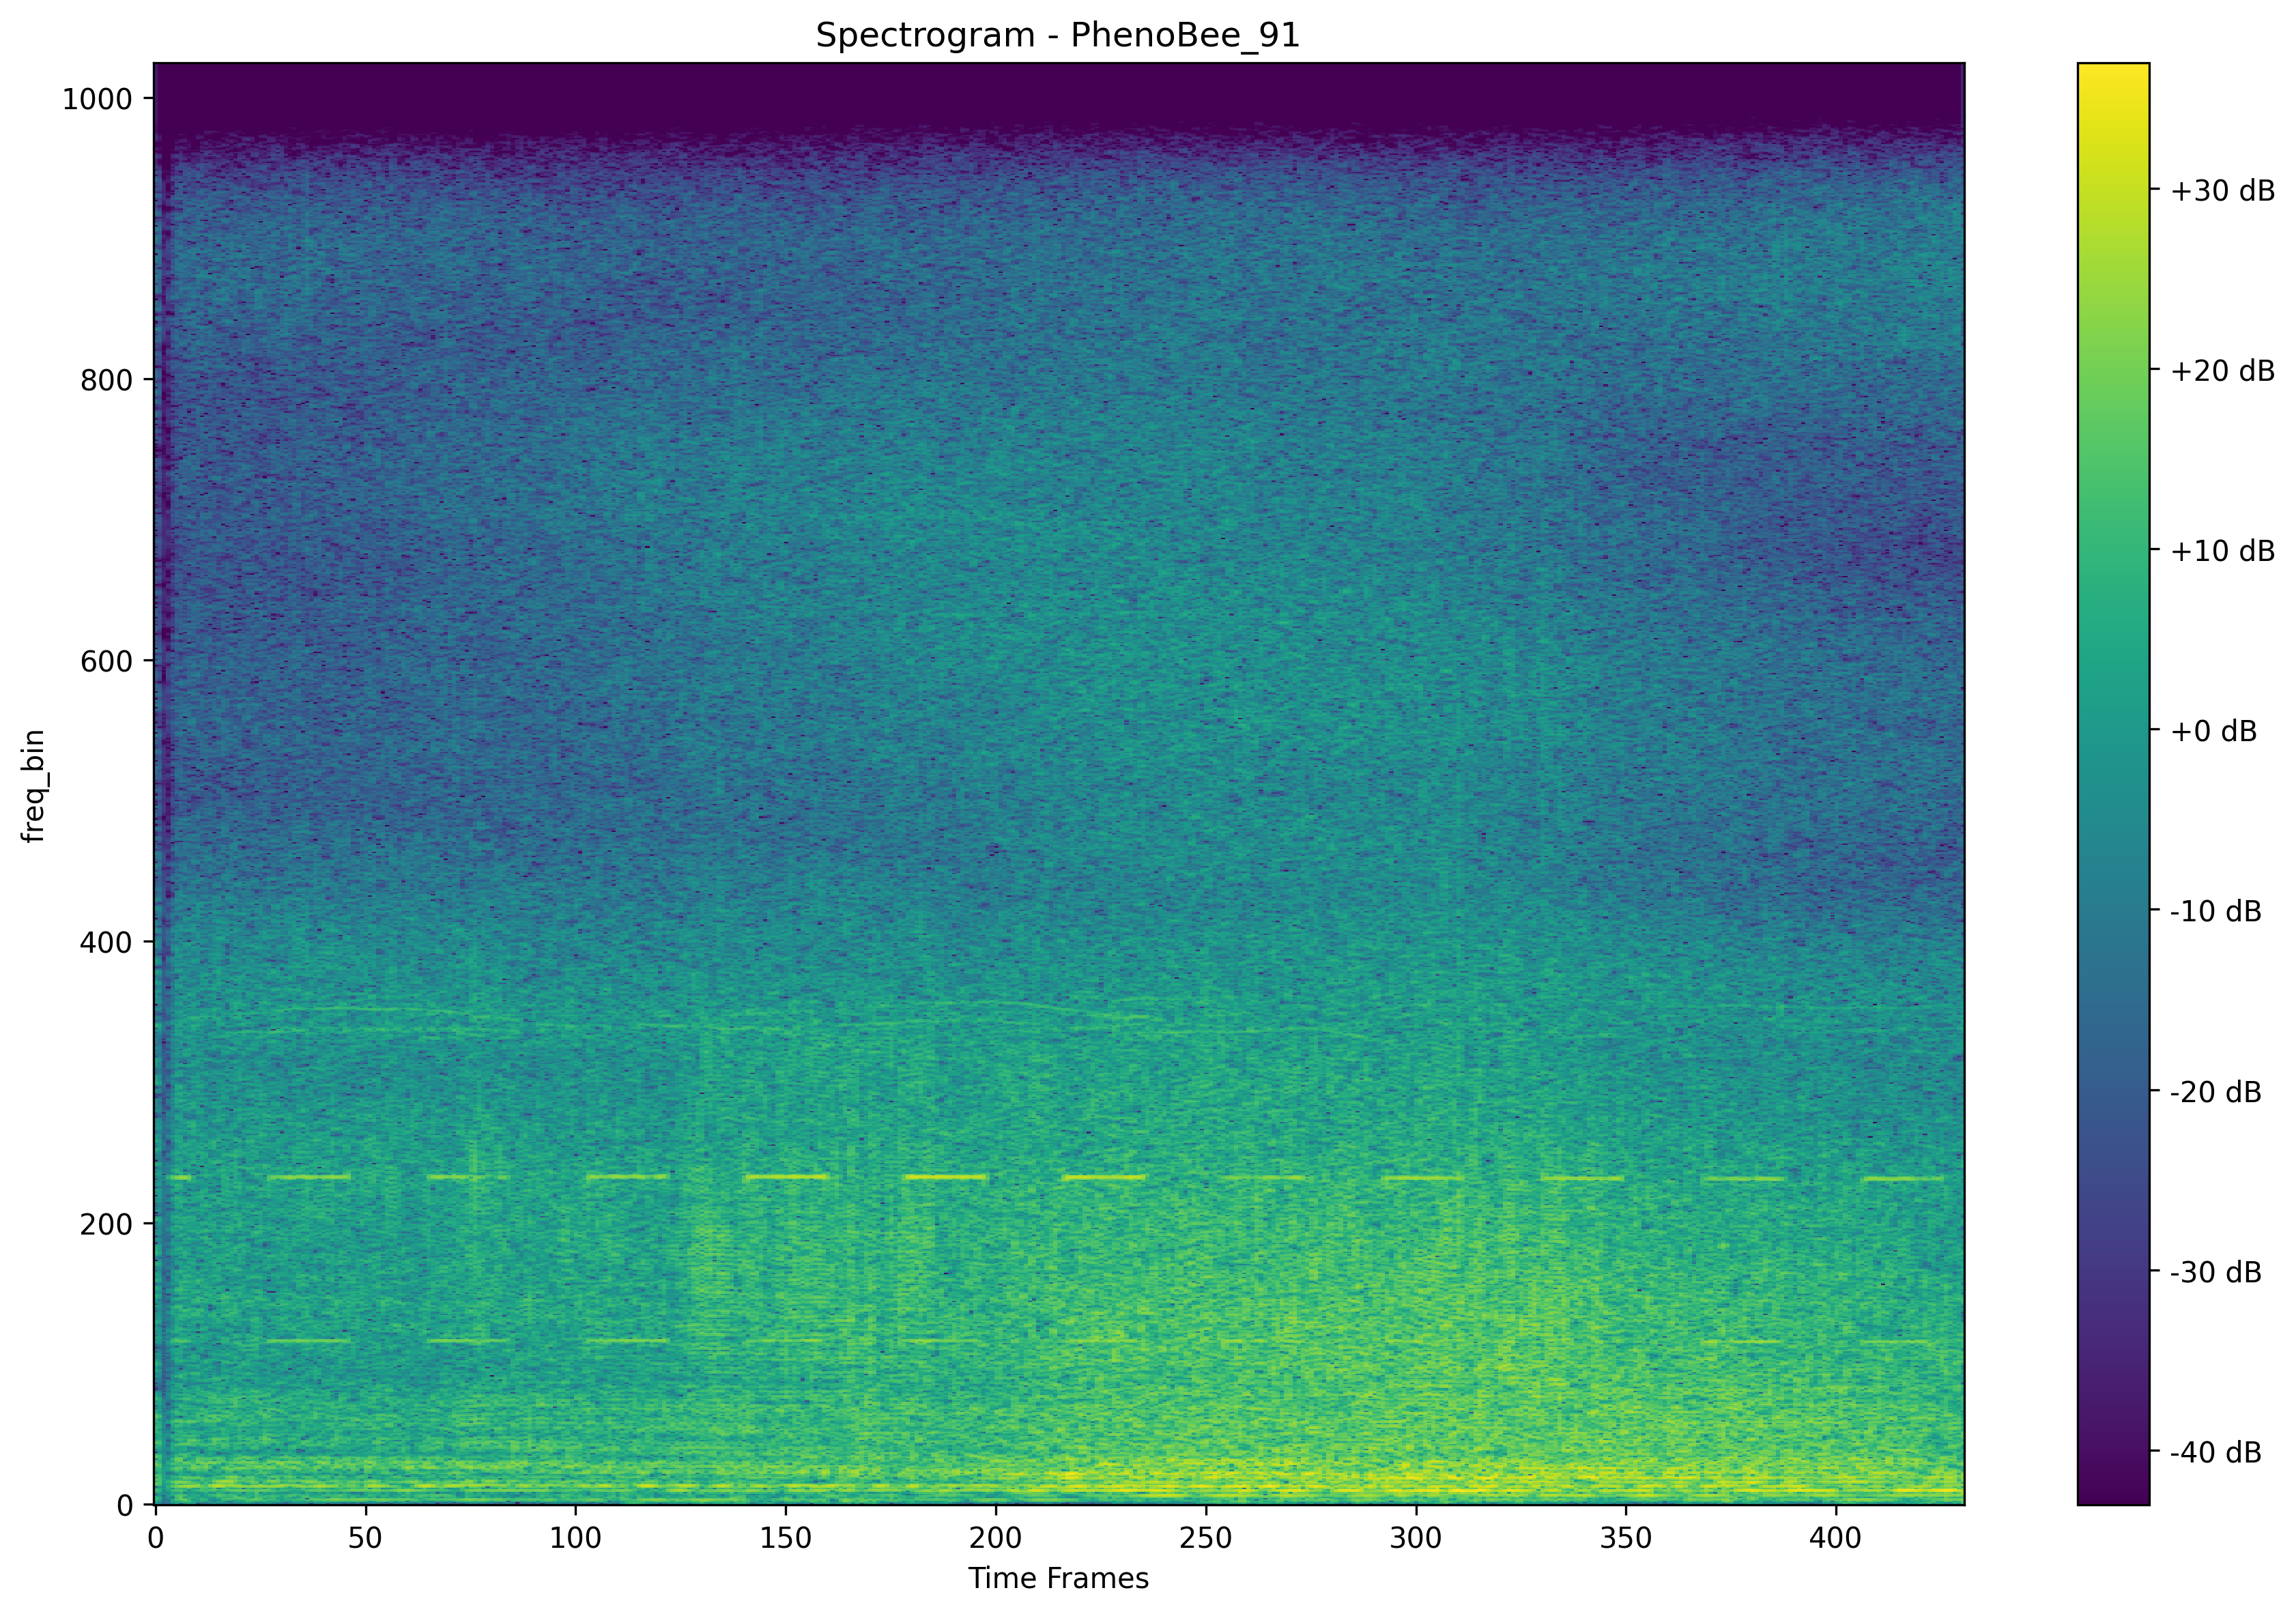 Spectrogram - PhenoBee_91
1000
800
600
400
200
0
freq_bin
0 50 100 150 200 250 300 350 400
Time Frames
+30 dB
+20 dB
+10 dB
+0 dB
-10 dB
-20 dB
-30 dB
-40 dB